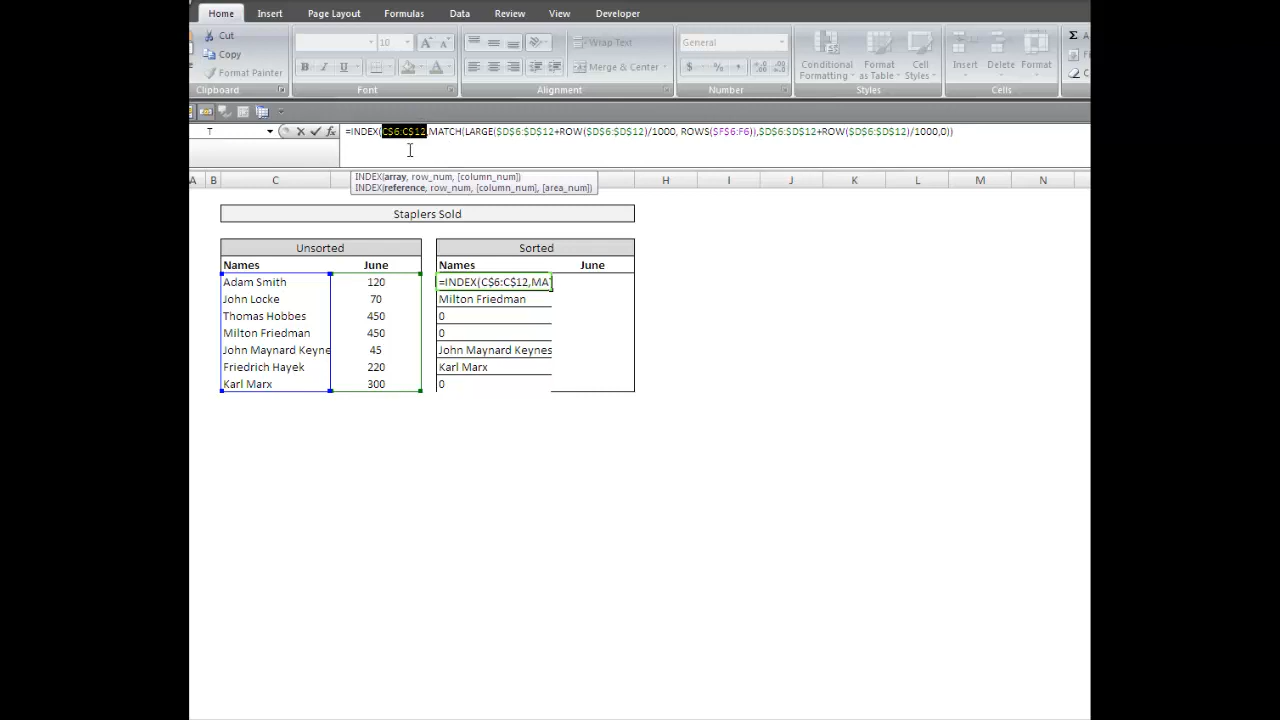 Home Insert Page Layout Formulas Data Review View Developer
Cut
Copy
Format Painter
10 A A
B I U A
Wrap Text
Merge & Center
General
$ % ,
Conditional Formatting
Format as Table
Cell Styles
Insert Delete Format
Σ A
Clipboard Font Alignment Number Styles Cells
T
=INDEX(C$6:C$12,MATCH(LARGE($D$6:$D$12+ROW($D$6:$D$12)/1000, ROWS($F$6:F6)),$D$6:$D$12+ROW($D$6:$D$12)/1000,0))
INDEX(array, row_num, [column_num])
INDEX(reference, row_num, [column_num], [area_num])
A B C H I J K L M N
Staplers Sold
Unsorted Sorted
Names June Names June
Adam Smith 120 =INDEX(C$6:C$12,MA
John Locke 70 Milton Friedman
Thomas Hobbes 450 0
Milton Friedman 450 0
John Maynard Keyne 45 John Maynard Keynes
Friedrich Hayek 220 Karl Marx
Karl Marx 300 0